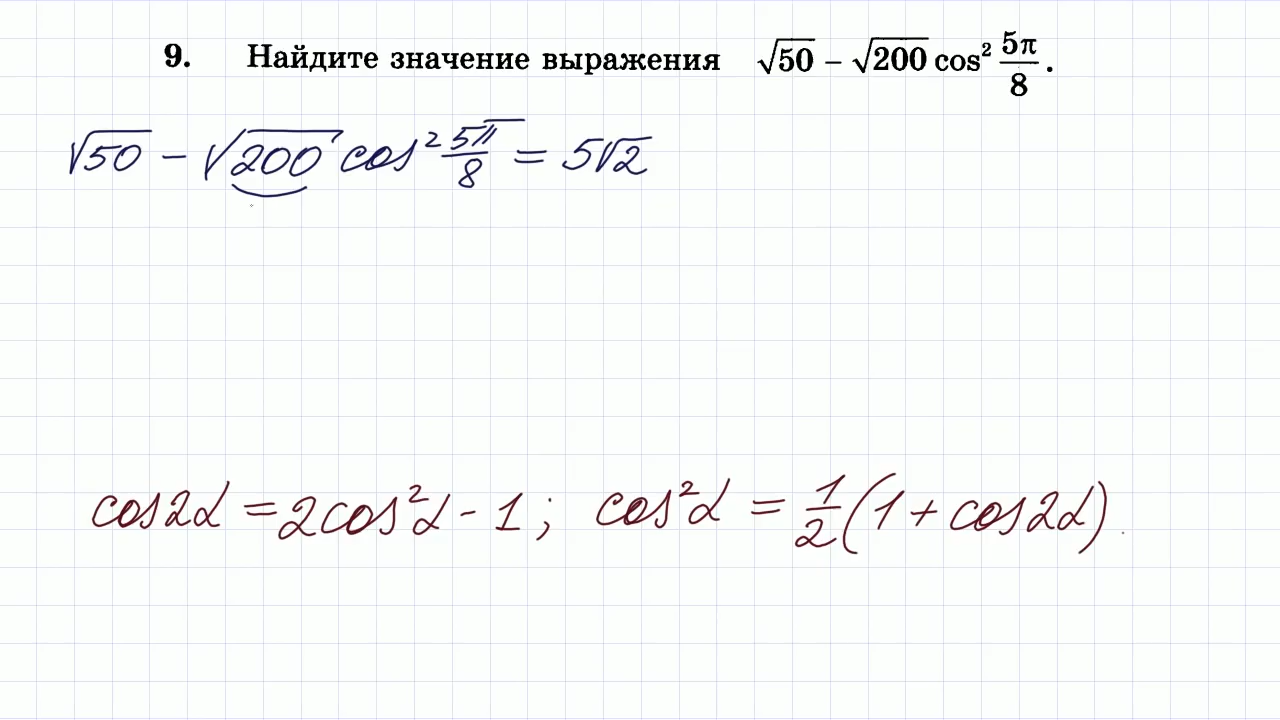 9. Найдите значение выражения √50 − √200 cos² 5π/8.
√50 − √200 cos² 5π/8 = 5√2
cos2α = 2cos²α − 1; cos²α = 1/2(1 + cos2α)